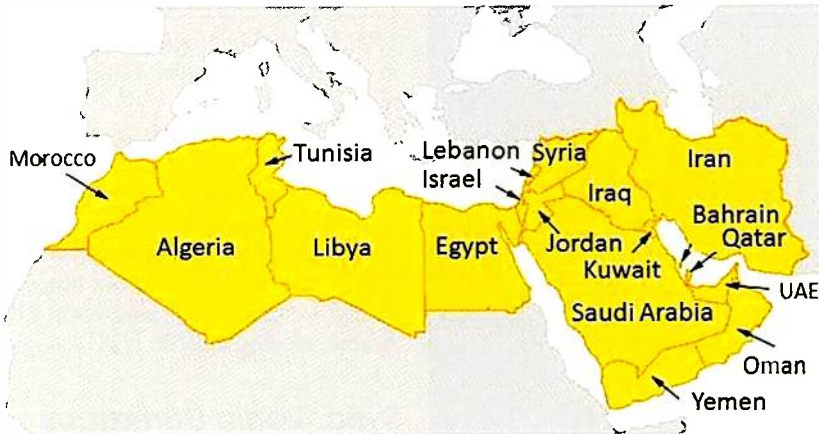 Morocco
Tunisia
Lebanon
Syria
Israel
Iran
Iraq
Bahrain
Algeria
Libya
Egypt
Jordan
Qatar
Kuwait
UAE
Saudi Arabia
Oman
Yemen